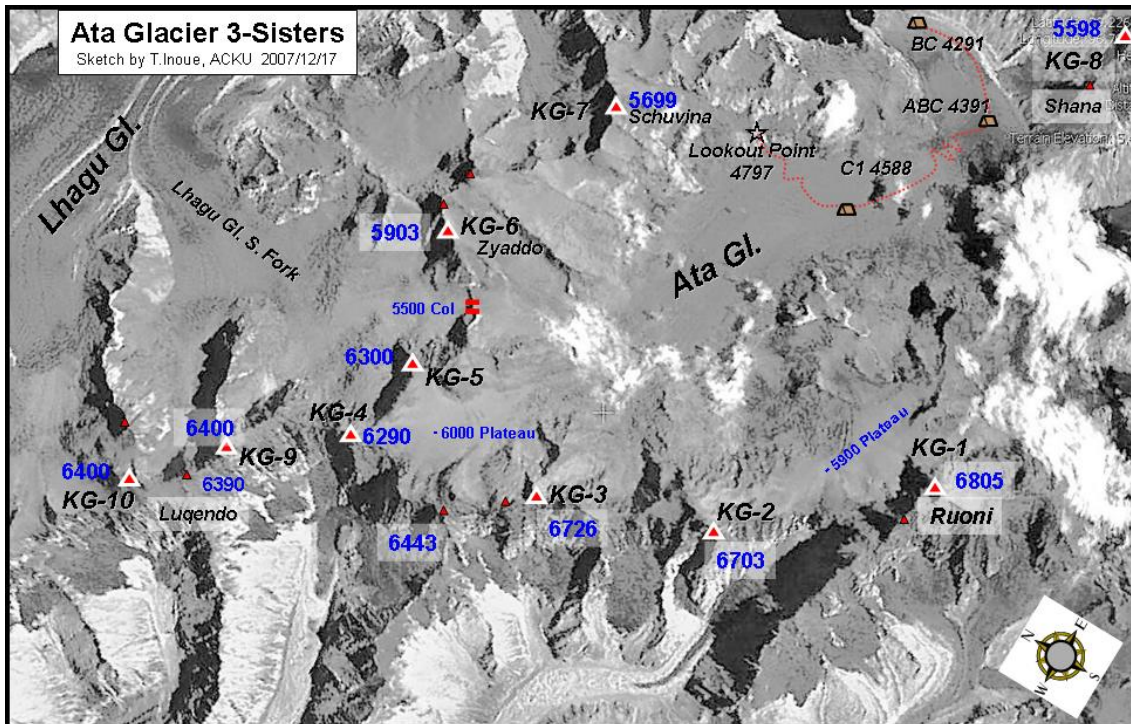 Ata Glacier 3-Sisters
Sketch by T.Inoue, ACKU 2007/12/17
BC 4291
5598
KG-8
Shana
ABC 4391
KG-7
5699
Schuvina
Lookout Point
4797
C1 4588
Terrain Elevation
Lhagu Gl.
Lhagu Gl. S. Fork
5903
KG-6
Zyaddo
Ata Gl.
5500 Col
6300
KG-5
KG-4
6290
- 6000 Plateau
- 5900 Plateau
6400
KG-9
6400
KG-10
6390
Luqendo
KG-3
6726
6443
KG-2
6703
KG-1
6805
Ruoni
N
E
W
S